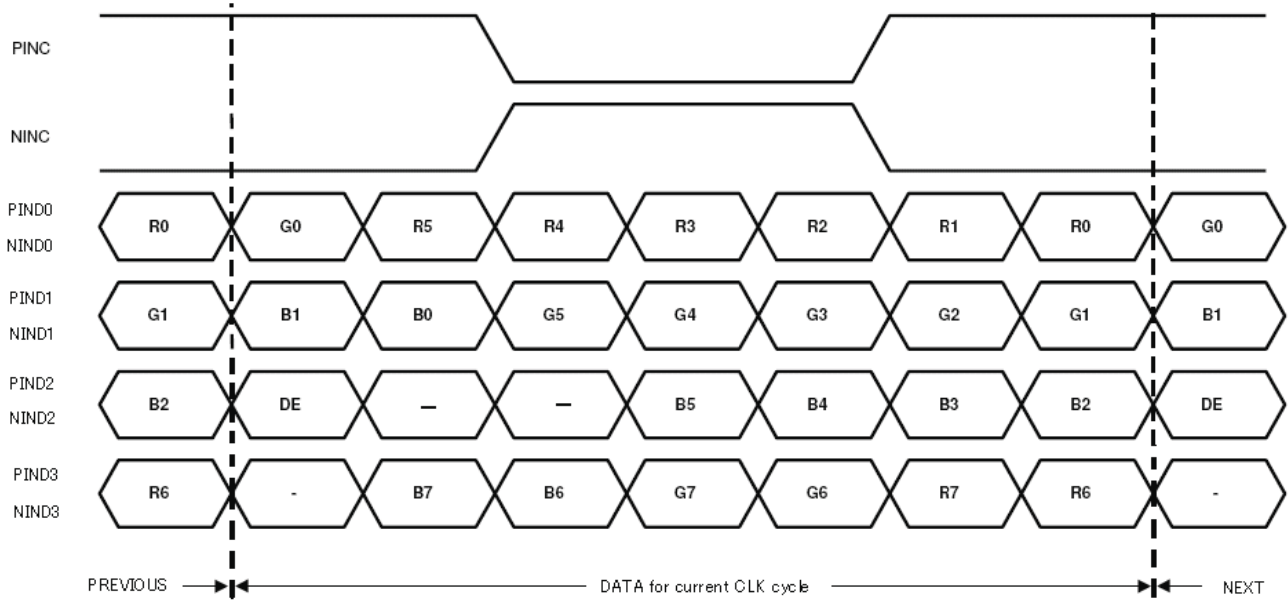 PINC
NINC
PIND0
NIND0
R0 G0 R5 R4 R3 R2 R1 R0 G0
PIND1
NIND1
G1 B1 B0 G5 G4 G3 G2 G1 B1
PIND2
NIND2
B2 DE — — B5 B4 B3 B2 DE
PIND3
NIND3
R6 - B7 B6 G7 G6 R7 R6 -
PREVIOUS DATA for current CLK cycle NEXT